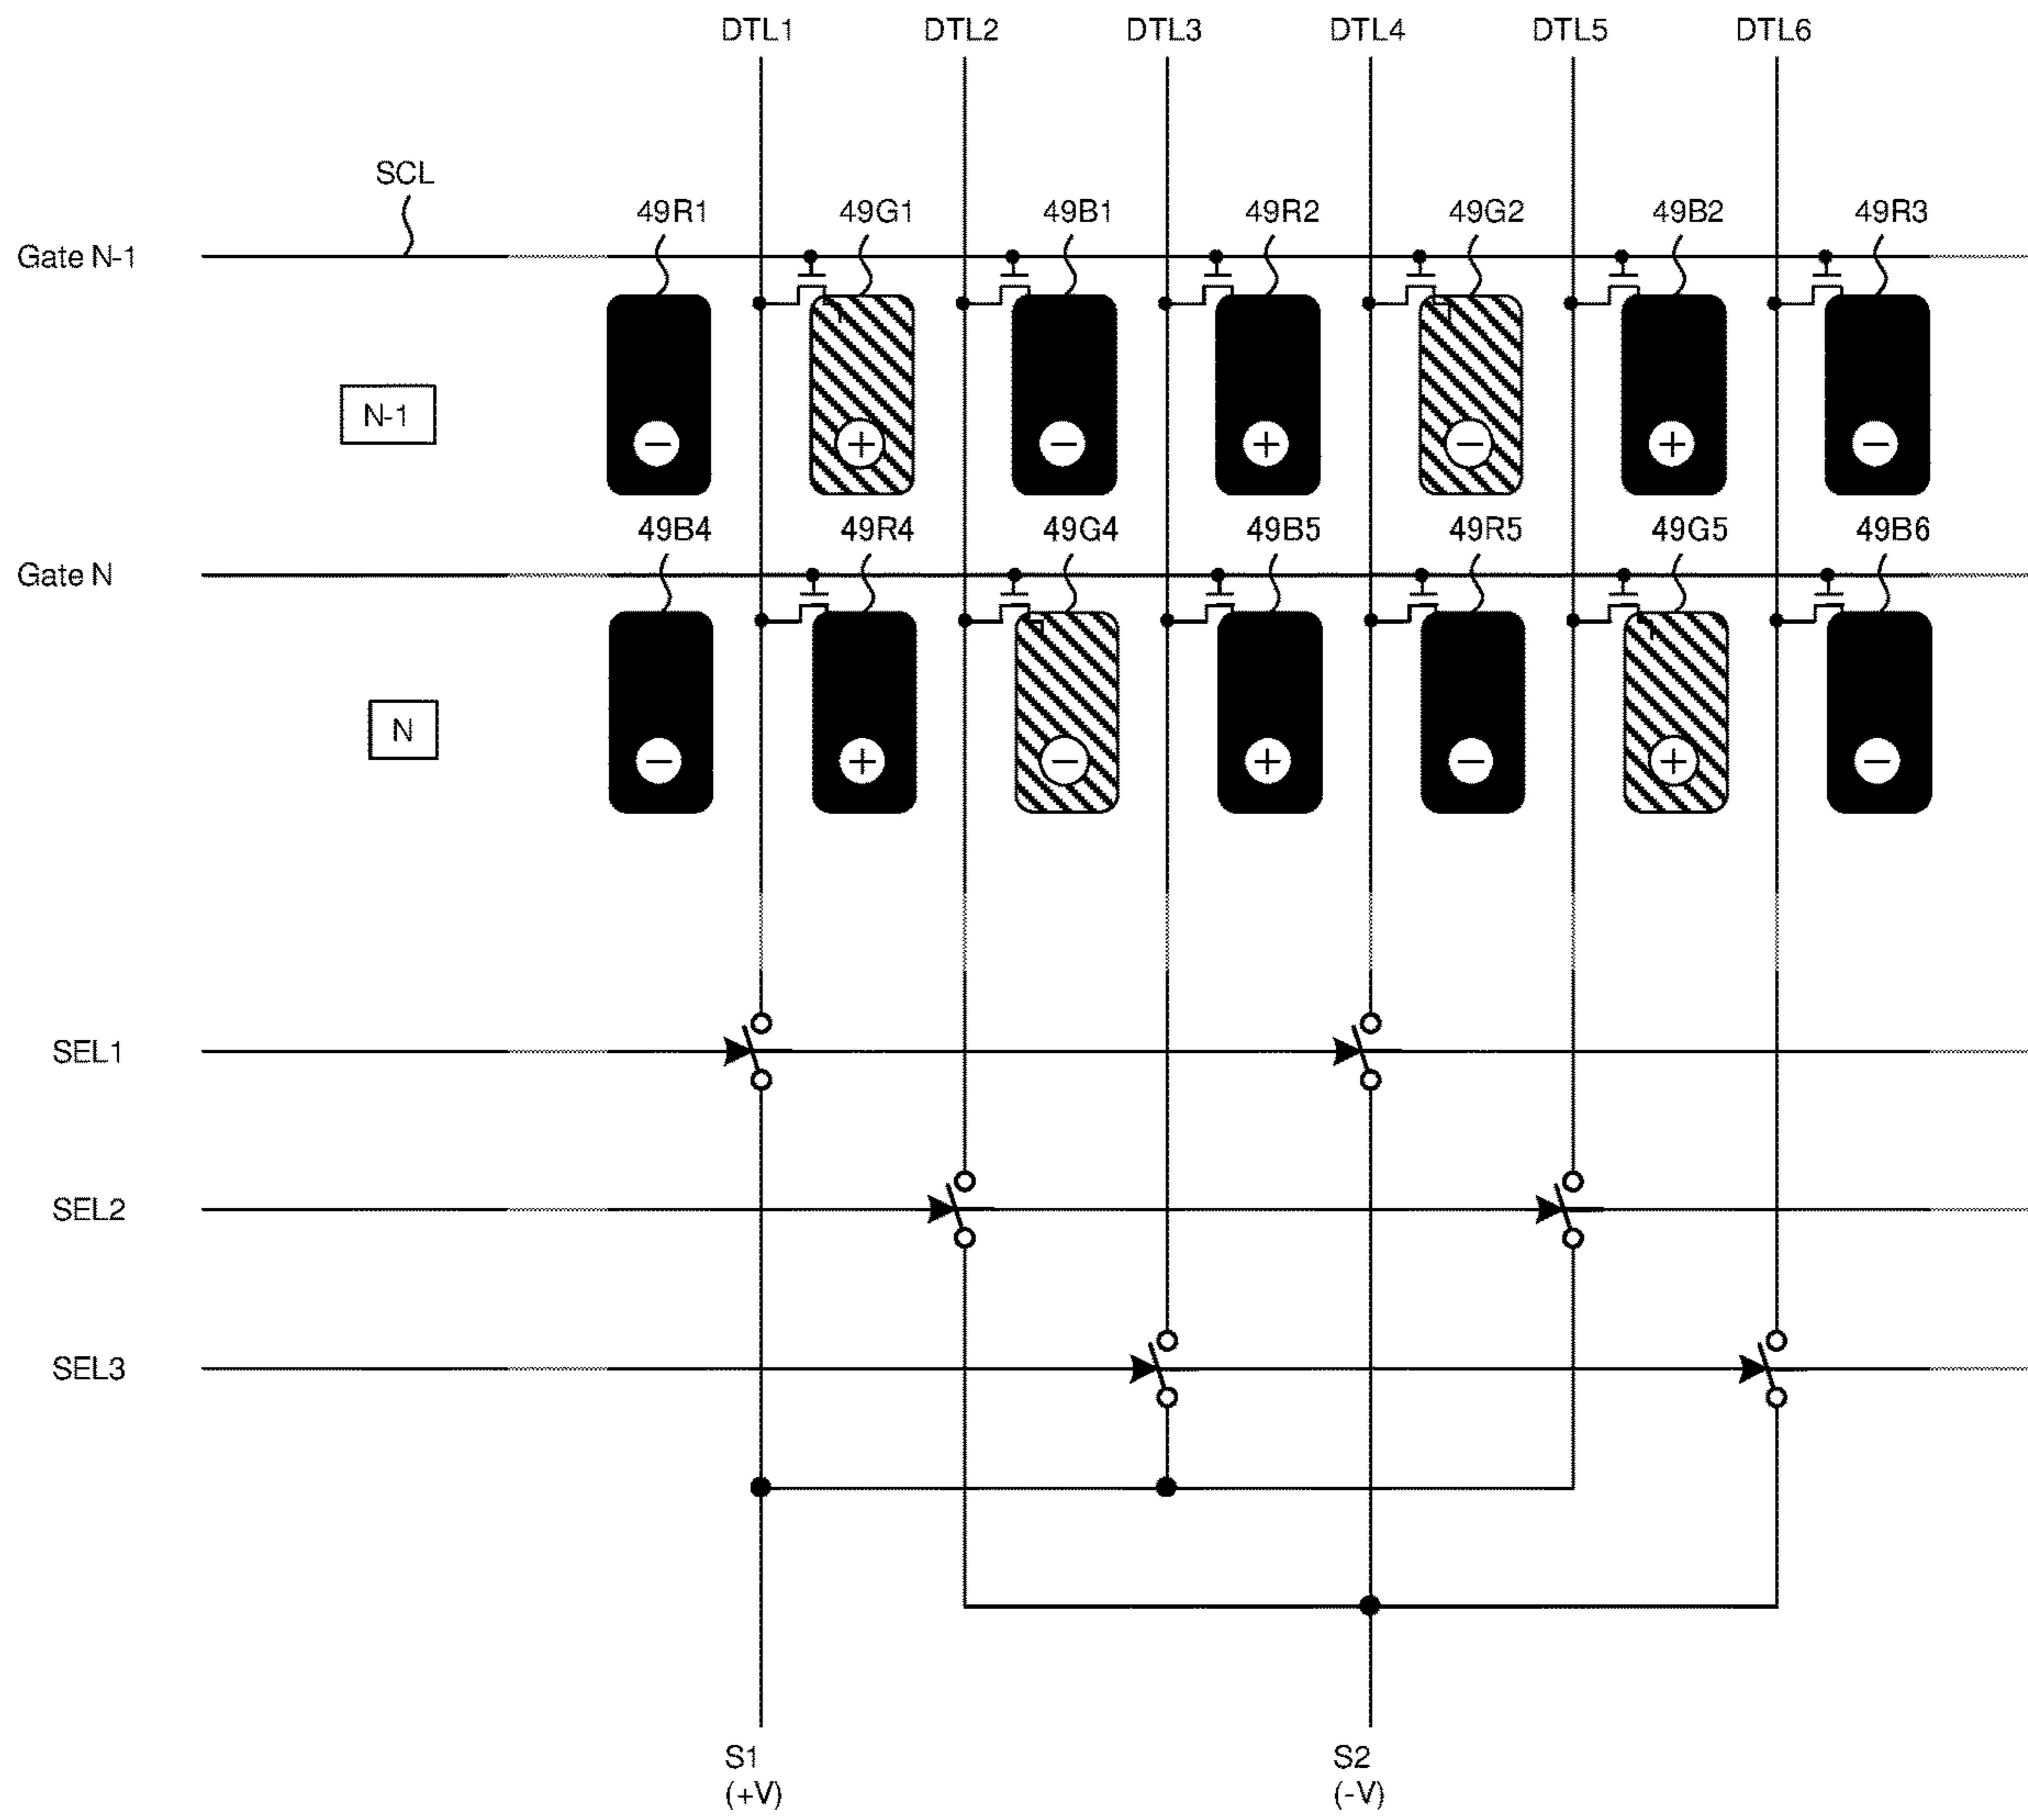 DTL1 DTL2 DTL3 DTL4 DTL5 DTL6
SCL
49R1 49G1 49B1 49R2 49G2 49B2 49R3
Gate N-1
N-1
− + − + − + −
49B4 49R4 49G4 49B5 49R5 49G5 49B6
Gate N
N
− + − + − + −
SEL1
SEL2
SEL3
S1 S2
(+V) (-V)